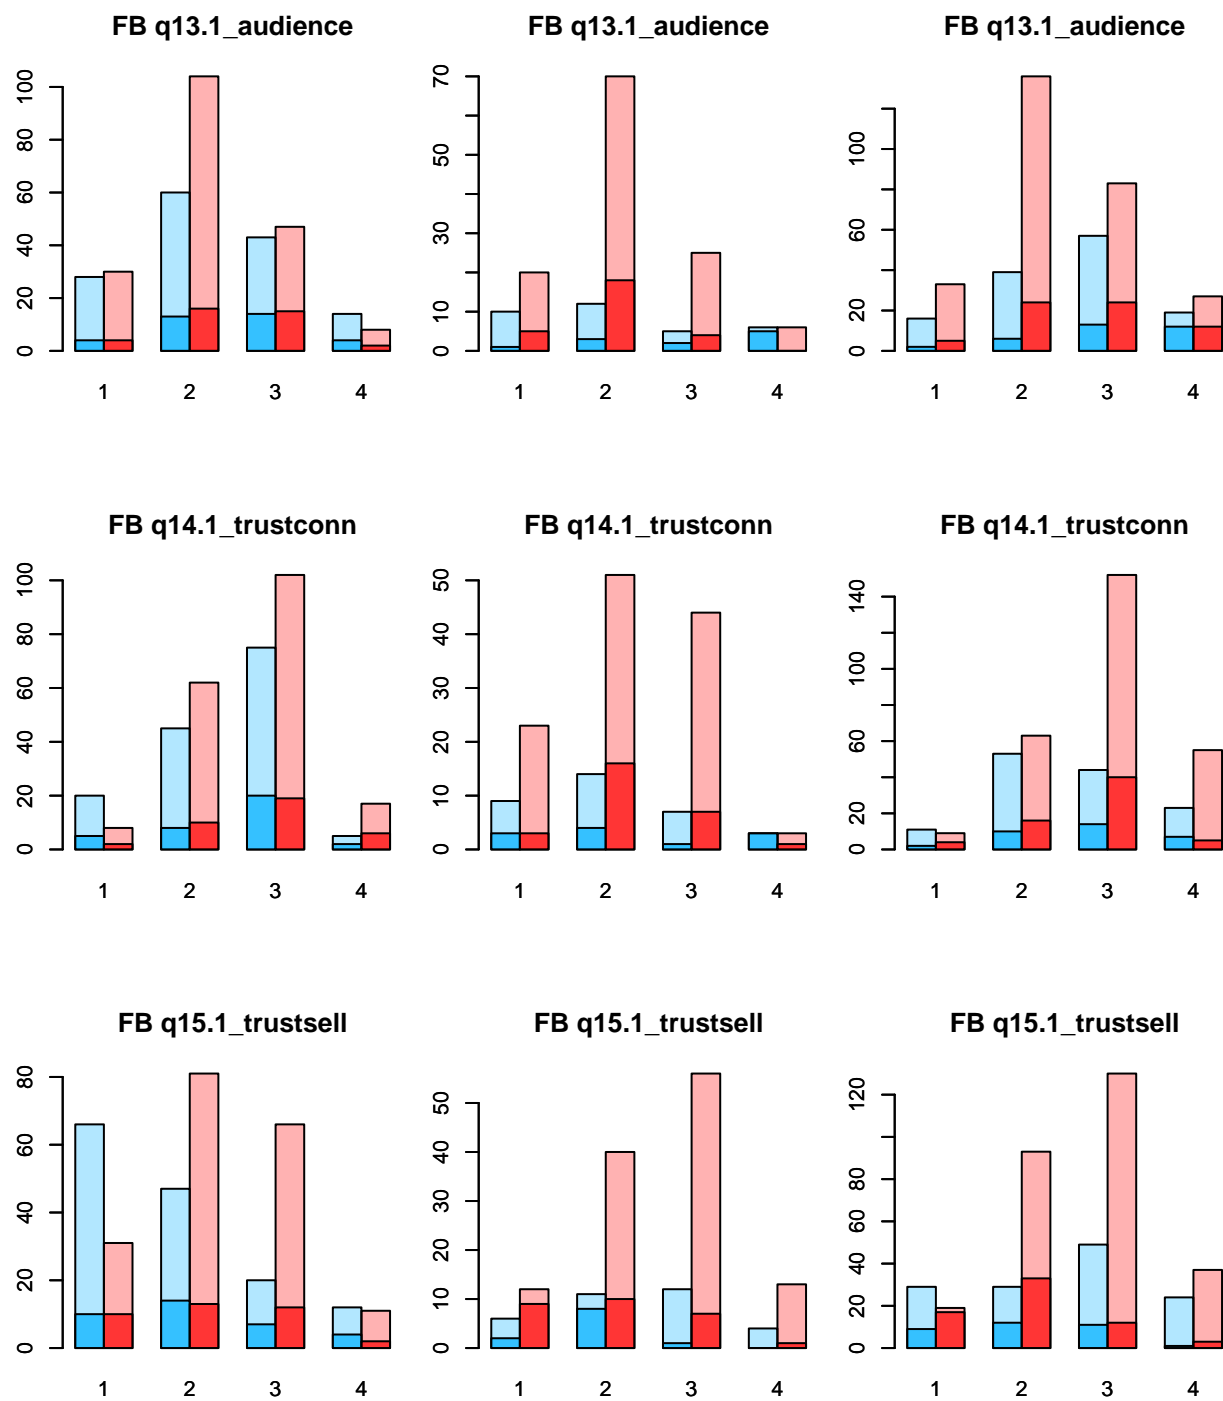 FB q13.1_audience FB q13.1_audience FB q13.1_audience
0 20 40 60 80 100
1 2 3 4
0 10 30 50 70
1 2 3 4
0 20 60 100
1 2 3 4
FB q14.1_trustconn FB q14.1_trustconn FB q14.1_trustconn
0 20 40 60 80 100
1 2 3 4
0 10 20 30 40 50
1 2 3 4
0 20 60 100 140
1 2 3 4
FB q15.1_trustsell FB q15.1_trustsell FB q15.1_trustsell
0 20 40 60 80
1 2 3 4
0 10 20 30 40 50
1 2 3 4
0 20 40 60 80 120
1 2 3 4